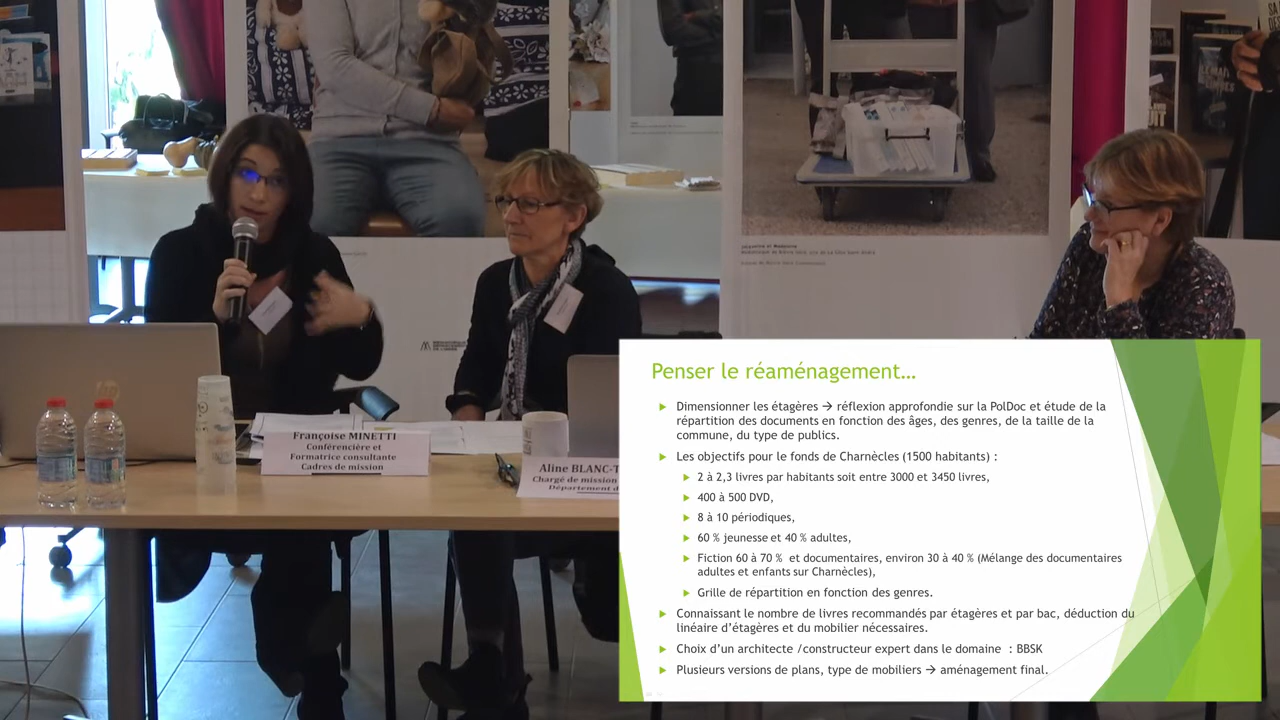 Françoise MINETTI
Conférencière et
Formatrice consultante
Cadres de mission
Aline BLANC-T
Chargé de mission
Département d
Penser le réaménagement…
Dimensionner les étagères → réflexion approfondie sur la PolDoc et étude de la
répartition des documents en fonction des âges, des genres, de la taille de la
commune, du type de publics.
Les objectifs pour le fonds de Charnècles (1500 habitants) :
2 à 2,3 livres par habitants soit entre 3000 et 3450 livres,
400 à 500 DVD,
8 à 10 périodiques,
60 % jeunesse et 40 % adultes,
Fiction 60 à 70 % et documentaires, environ 30 à 40 % (Mélange des documentaires
adultes et enfants sur Charnècles),
Grille de répartition en fonction des genres.
Connaissant le nombre de livres recommandés par étagères et par bac, déduction du
linéaire d'étagères et du mobilier nécessaires.
Choix d'un architecte /constructeur expert dans le domaine : BBSK
Plusieurs versions de plans, type de mobiliers → aménagement final.